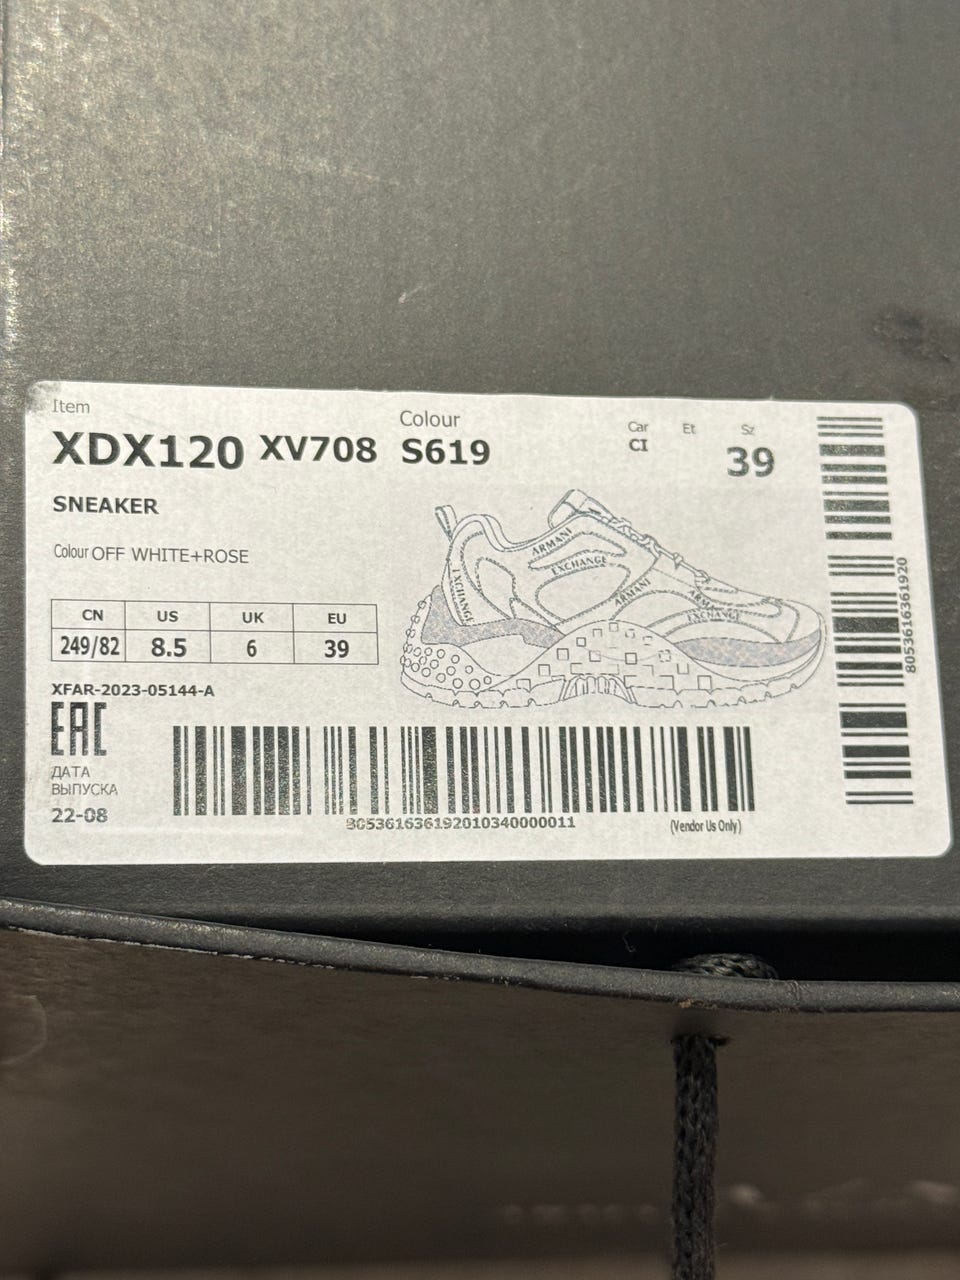 Item Colour Car Et Sz
XDX120 XV708 S619 CI 39
SNEAKER
Colour OFF WHITE+ROSE
CN US UK EU
249/82 8.5 6 39
XFAR-2023-05144-A
EAC
ДАТА
ВЫПУСКА
22-08
805361636192010340000011
(Vendor Us Only)
8053616361920
ARMANI
EXCHANGE
EXCHANGE
ARMANI
ARMANI
EXCHANGE